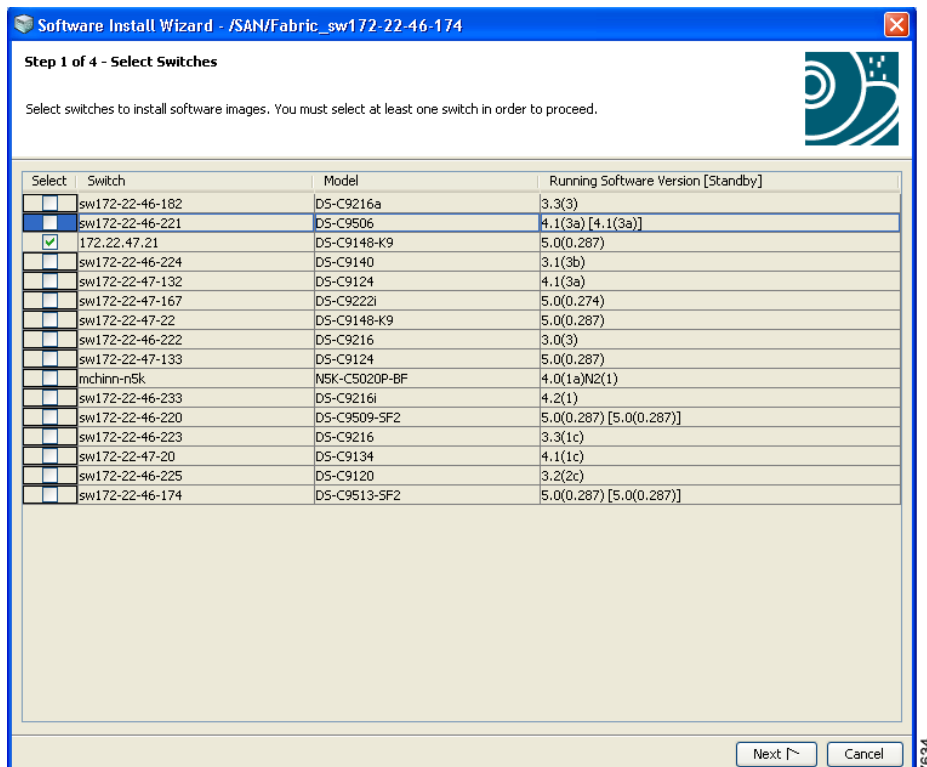 Software Install Wizard - /SAN/Fabric_sw172-22-46-174
Step 1 of 4 - Select Switches
Select switches to install software images. You must select at least one switch in order to proceed.
Select Switch Model Running Software Version [Standby]
sw172-22-46-182 DS-C9216a 3.3(3)
sw172-22-46-221 DS-C9506 4.1(3a) [4.1(3a)]
172.22.47.21 DS-C9148-K9 5.0(0.287)
sw172-22-46-224 DS-C9140 3.1(3b)
sw172-22-47-132 DS-C9124 4.1(3a)
sw172-22-47-167 DS-C9222i 5.0(0.274)
sw172-22-47-22 DS-C9148-K9 5.0(0.287)
sw172-22-46-222 DS-C9216 3.0(3)
sw172-22-47-133 DS-C9124 5.0(0.287)
mchinn-n5k N5K-C5020P-BF 4.0(1a)N2(1)
sw172-22-46-233 DS-C9216i 4.2(1)
sw172-22-46-220 DS-C9509-SF2 5.0(0.287) [5.0(0.287)]
sw172-22-46-223 DS-C9216 3.3(1c)
sw172-22-47-20 DS-C9134 4.1(1c)
sw172-22-46-225 DS-C9120 3.2(2c)
sw172-22-46-174 DS-C9513-SF2 5.0(0.287) [5.0(0.287)]
Next Cancel